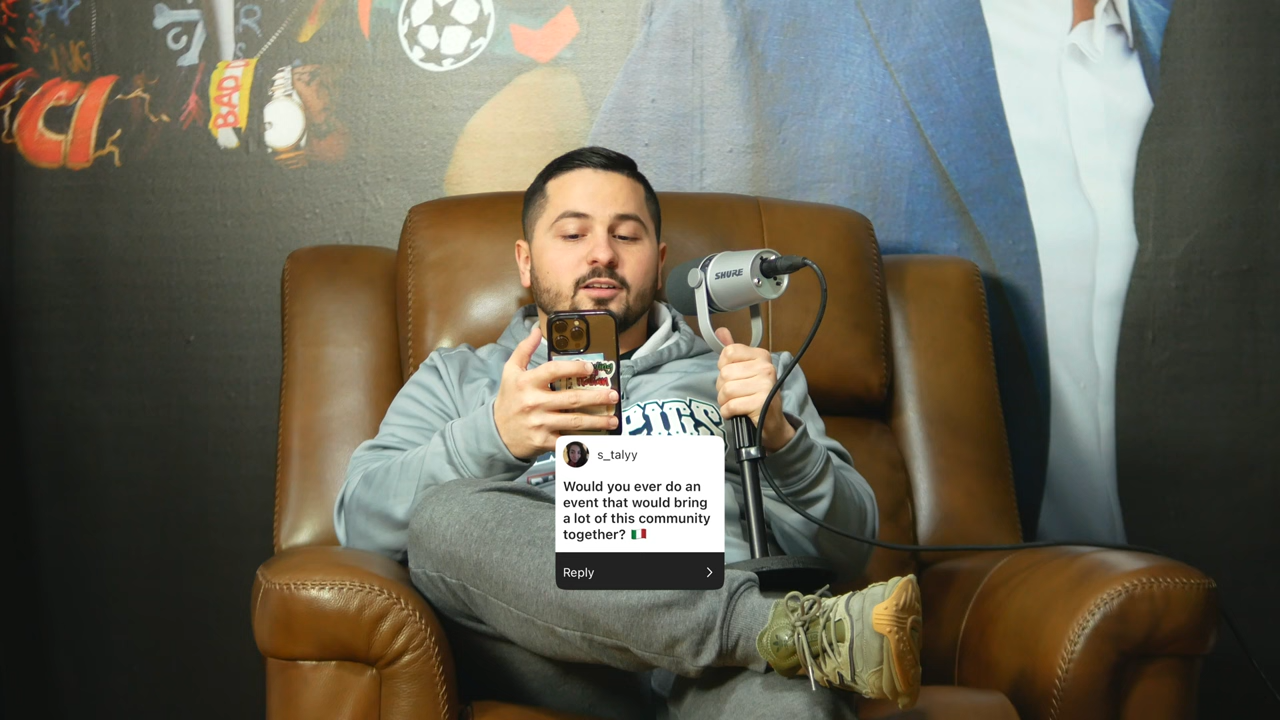 BAD
SHURE
s_talyy
Would you ever do an
event that would bring
a lot of this community
together? 🇮🇹
Reply